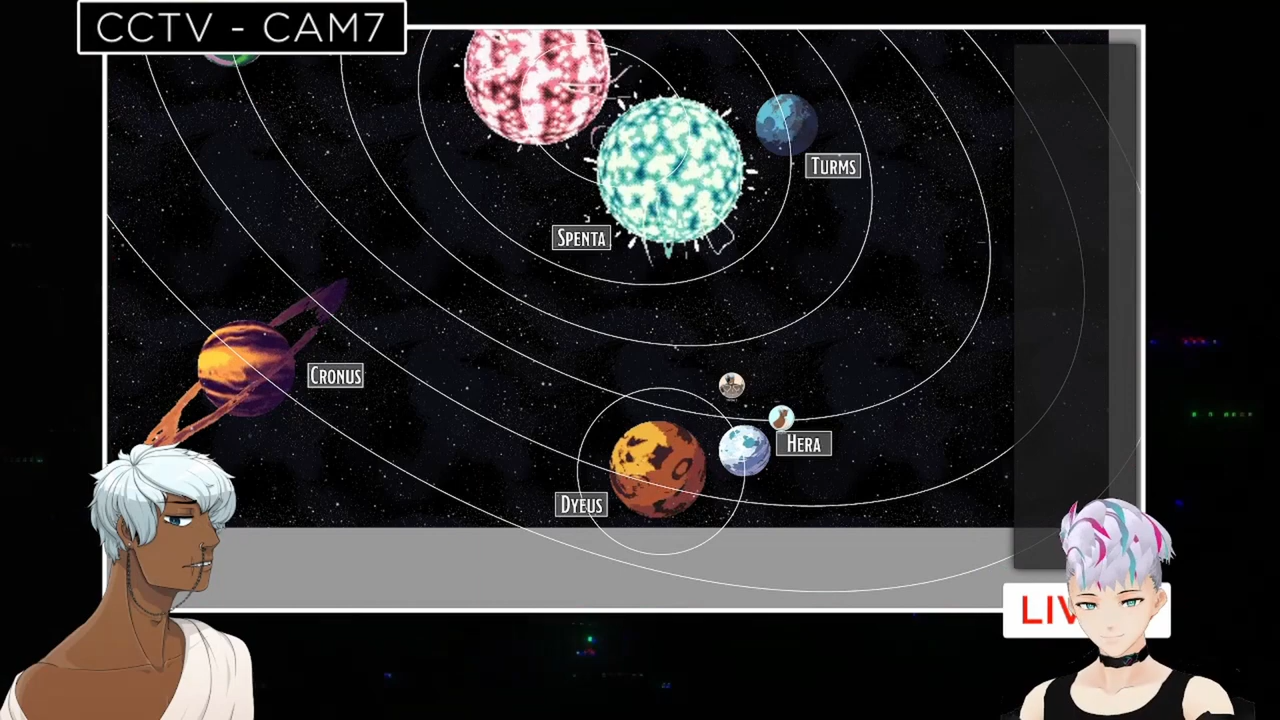 CCTV - CAM7
TURMS
SPENTA
CRONUS
HERA
DYEUS
LIV